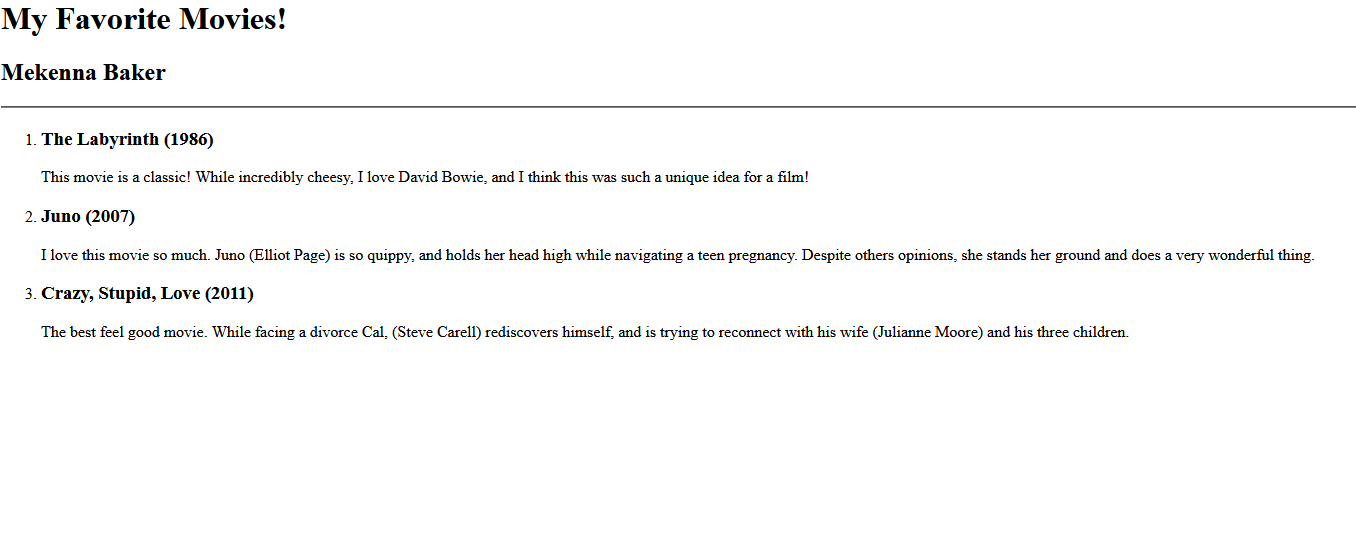 My Favorite Movies!
Mekenna Baker
1. The Labyrinth (1986)
This movie is a classic! While incredibly cheesy, I love David Bowie, and I think this was such a unique idea for a film!
2. Juno (2007)
I love this movie so much. Juno (Elliot Page) is so quippy, and holds her head high while navigating a teen pregnancy. Despite others opinions, she stands her ground and does a very wonderful thing.
3. Crazy, Stupid, Love (2011)
The best feel good movie. While facing a divorce Cal, (Steve Carell) rediscovers himself, and is trying to reconnect with his wife (Julianne Moore) and his three children.